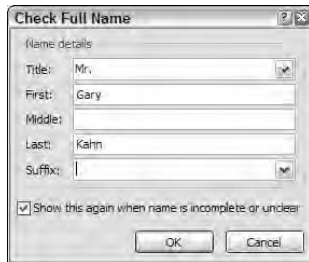 Check Full Name
Name details
Title: Mr.
First: Gary
Middle:
Last: Kahn
Suffix:
Show this again when name is incomplete or unclear
OK Cancel